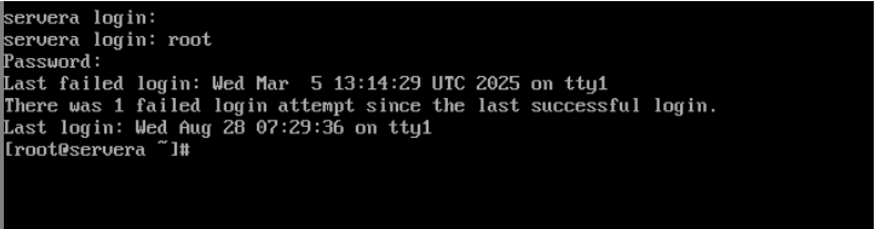 servera login:
servera login: root
Password:
Last failed login: Wed Mar  5 13:14:29 UTC 2025 on tty1
There was 1 failed login attempt since the last successful login.
Last login: Wed Aug 28 07:29:36 on tty1
[root@servera ~]#